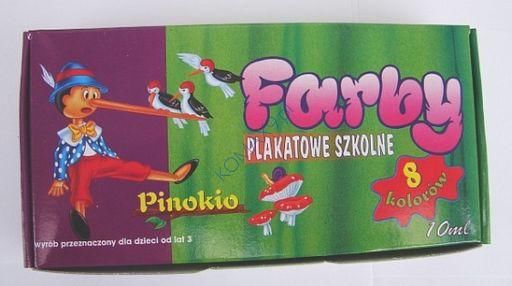 Farby
PLAKATOWE SZKOLNE
8
kolorów
Pinokio
wyrób przeznaczony dla dzieci od lat 3
10ml